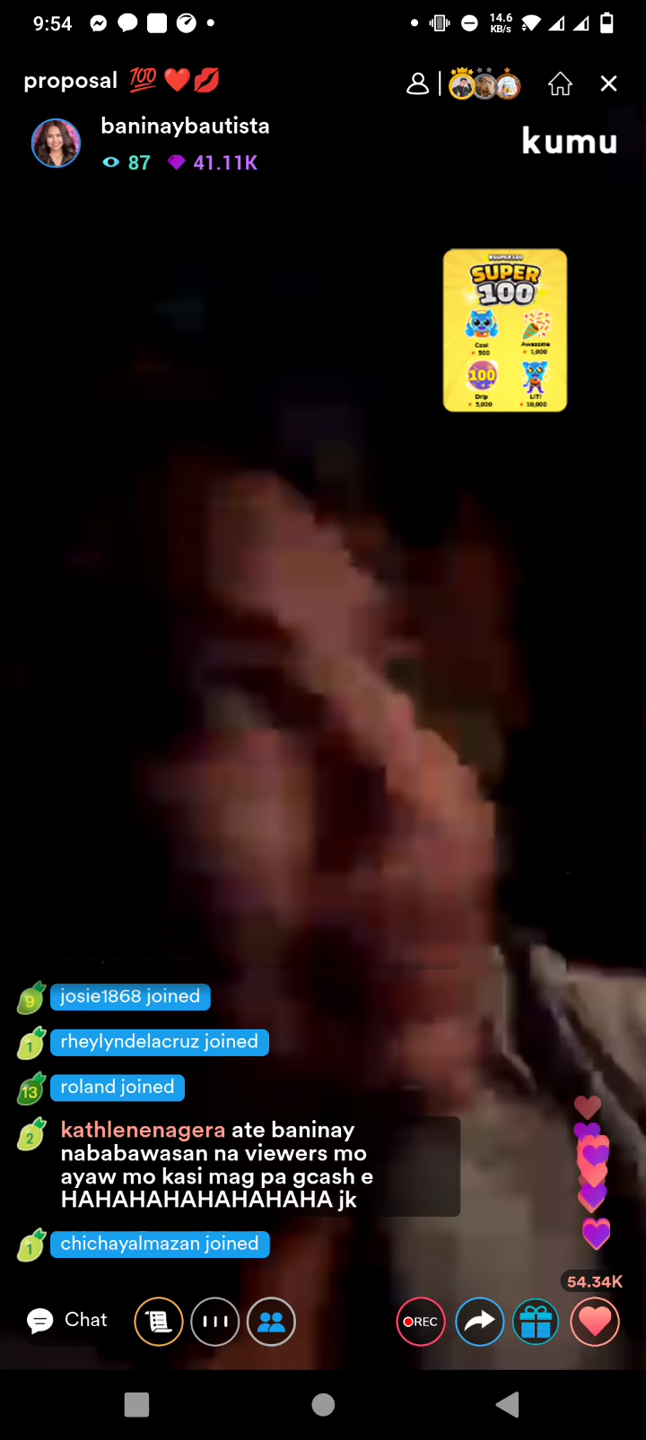 9:54
14.6
KB/s
proposal 💯❤️💋
baninaybautista
87 41.11K
kumu
#SUPER100
SUPER
100
Cool Awesome
500 1,000
100
Drip LIT!
5,000 10,000
9 josie1868 joined
1 rheylyndelacruz joined
13 roland joined
2 kathlenenagera ate baninay
nababawasan na viewers mo
ayaw mo kasi mag pa gcash e
HAHAHAHAHAHAHAHA jk
1 chichayalmazan joined
54.34K
Chat
REC